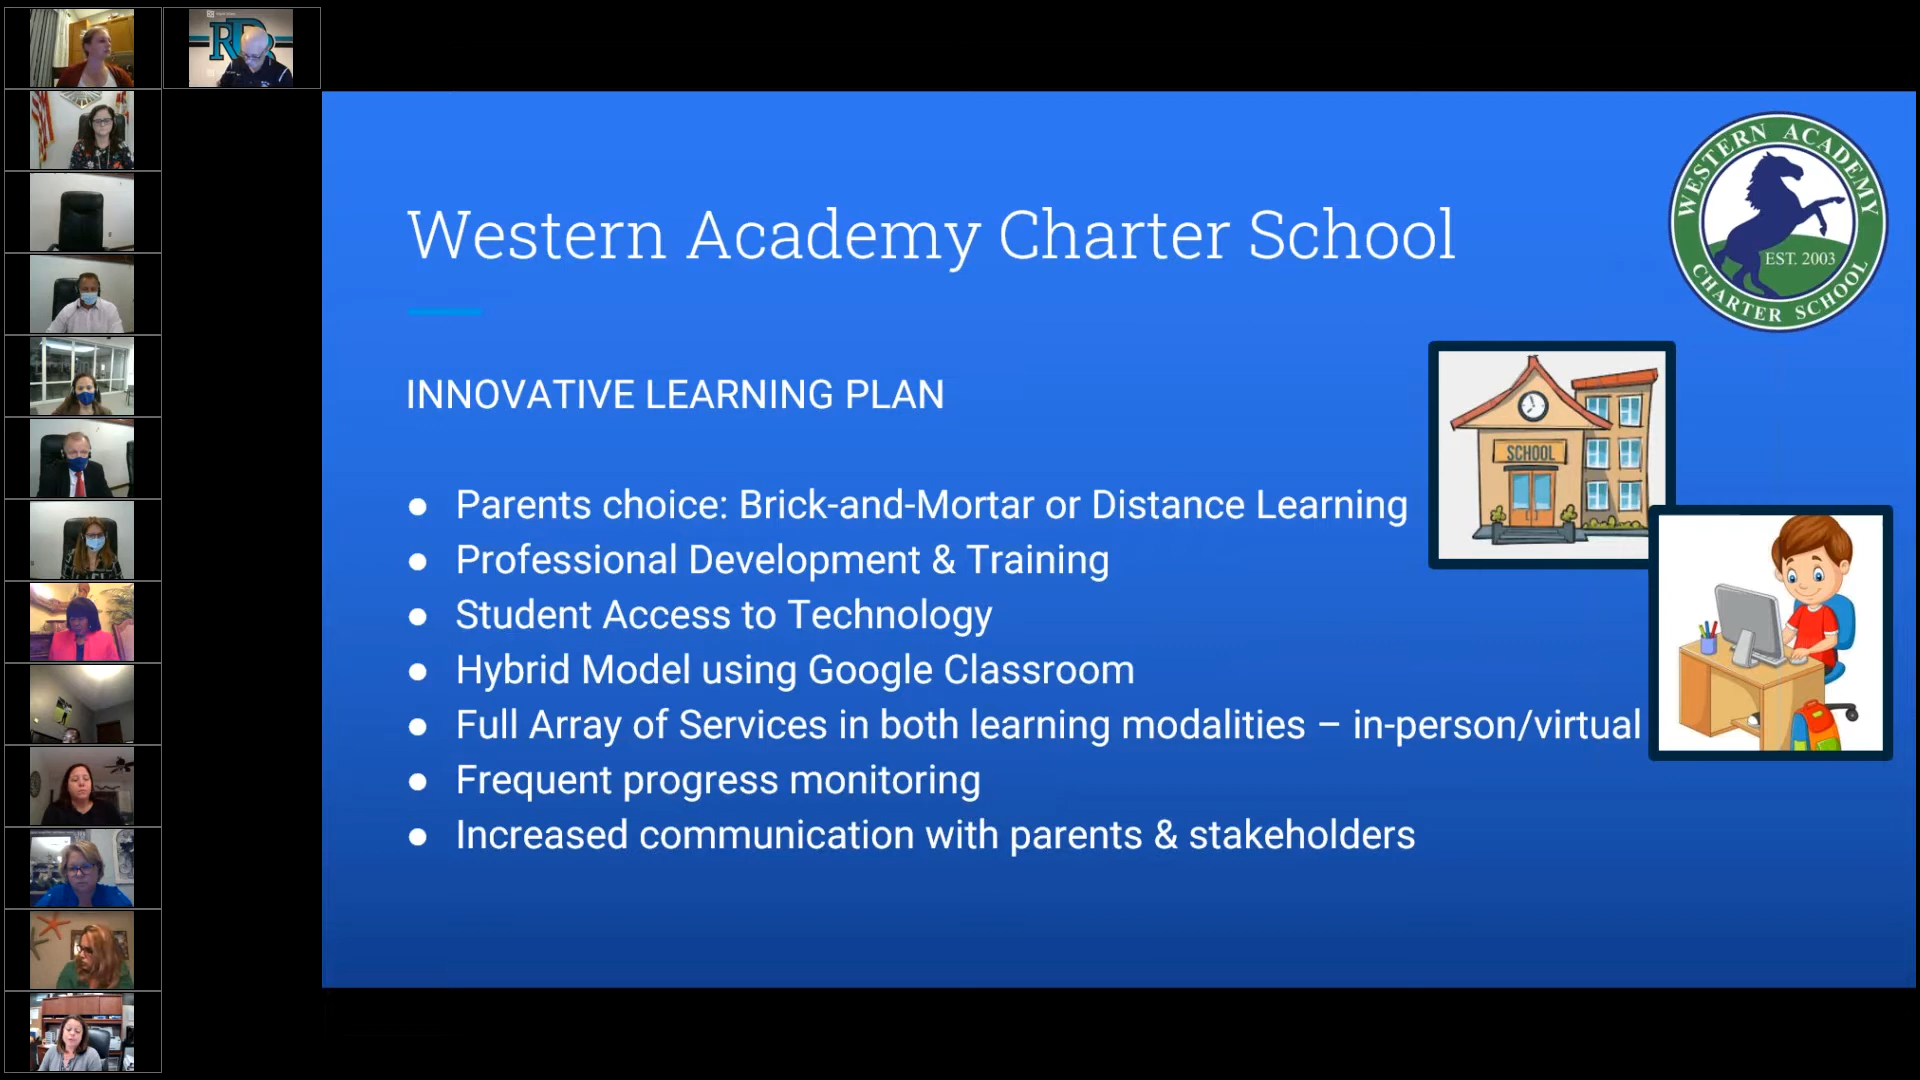 Western Academy Charter School
WESTERN ACADEMY
EST. 2003
CHARTER SCHOOL
INNOVATIVE LEARNING PLAN
SCHOOL
● Parents choice: Brick-and-Mortar or Distance Learning
● Professional Development & Training
● Student Access to Technology
● Hybrid Model using Google Classroom
● Full Array of Services in both learning modalities – in-person/virtual
● Frequent progress monitoring
● Increased communication with parents & stakeholders